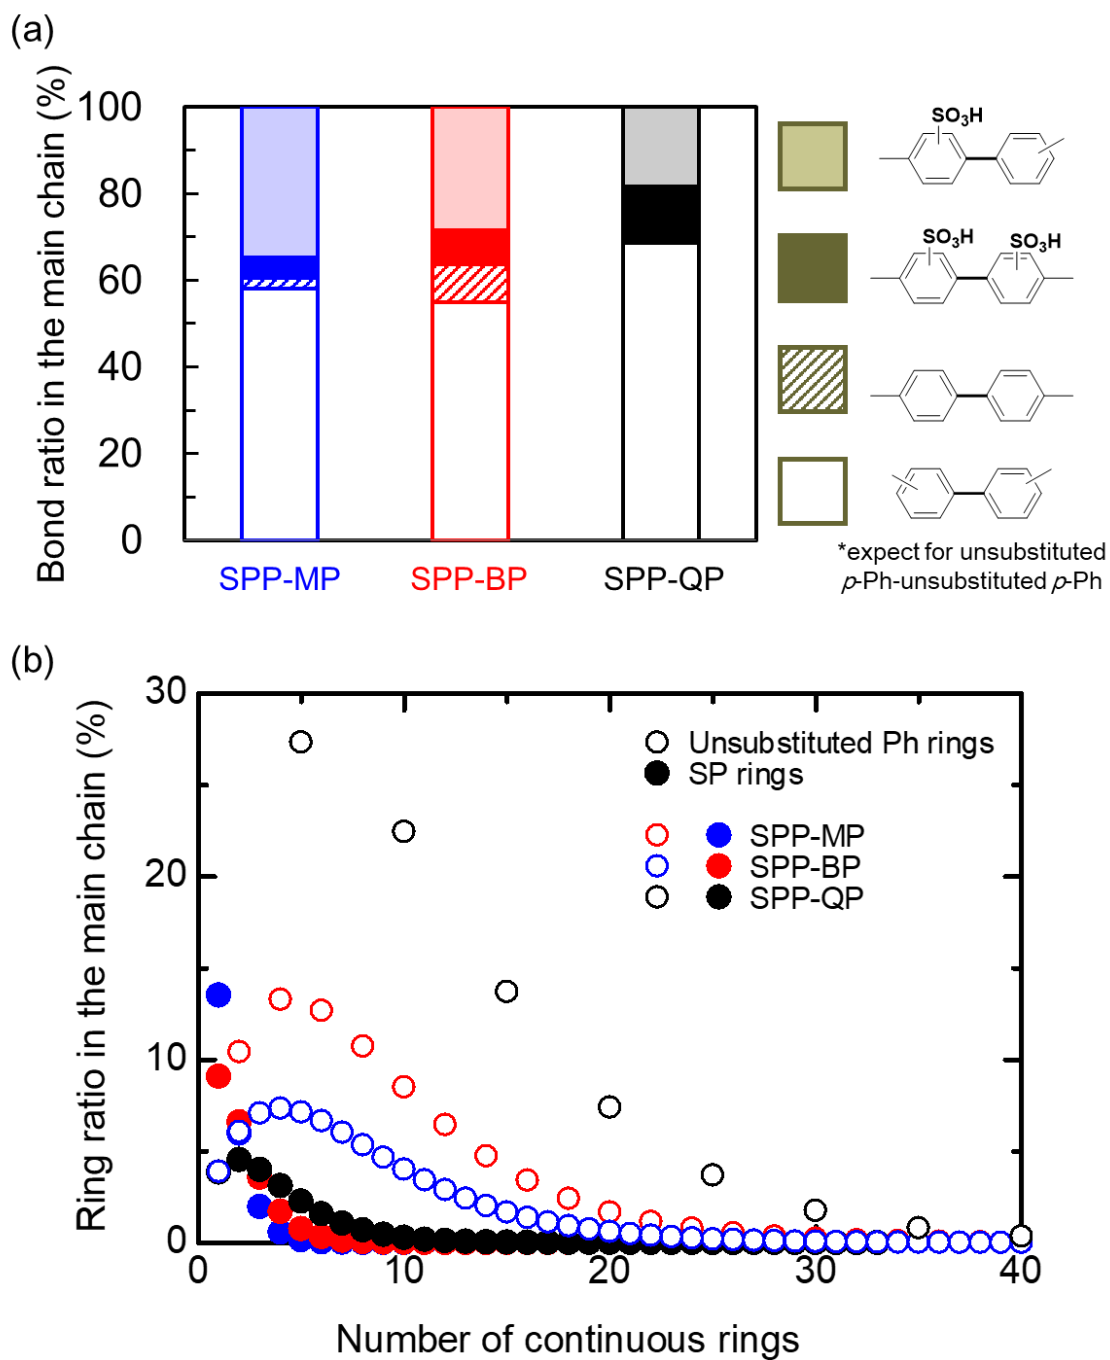 (a)
Bond ratio in the main chain (%)
100
80
60
40
20
0
SPP-MP SPP-BP SPP-QP
SO3H
SO3H SO3H
*expect for unsubstituted
p-Ph-unsubstituted p-Ph
(b)
Ring ratio in the main chain (%)
30
20
10
0
Unsubstituted Ph rings
SP rings
SPP-MP
SPP-BP
SPP-QP
0 10 20 30 40
Number of continuous rings